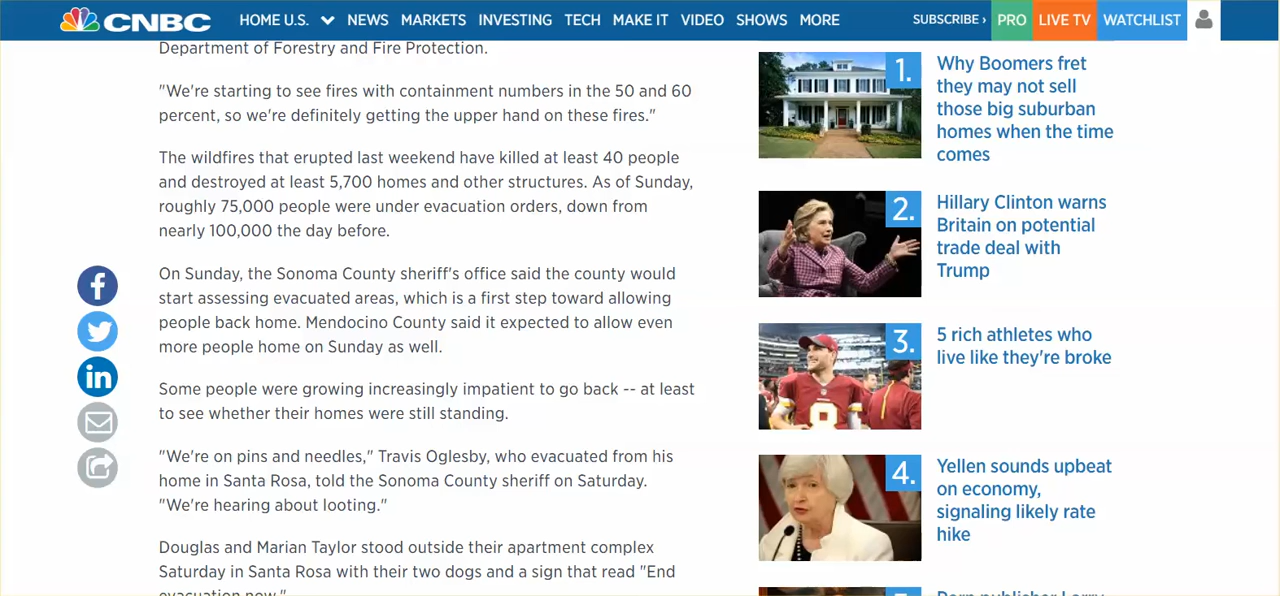 CNBC
HOME U.S. NEWS MARKETS INVESTING TECH MAKE IT VIDEO SHOWS MORE SUBSCRIBE › PRO LIVE TV WATCHLIST
Department of Forestry and Fire Protection.
"We're starting to see fires with containment numbers in the 50 and 60
percent, so we're definitely getting the upper hand on these fires."
The wildfires that erupted last weekend have killed at least 40 people
and destroyed at least 5,700 homes and other structures. As of Sunday,
roughly 75,000 people were under evacuation orders, down from
nearly 100,000 the day before.
On Sunday, the Sonoma County sheriff's office said the county would
start assessing evacuated areas, which is a first step toward allowing
people back home. Mendocino County said it expected to allow even
more people home on Sunday as well.
Some people were growing increasingly impatient to go back -- at least
to see whether their homes were still standing.
"We're on pins and needles," Travis Oglesby, who evacuated from his
home in Santa Rosa, told the Sonoma County sheriff on Saturday.
"We're hearing about looting."
Douglas and Marian Taylor stood outside their apartment complex
Saturday in Santa Rosa with their two dogs and a sign that read "End
evacuation now."
1.
Why Boomers fret
they may not sell
those big suburban
homes when the time
comes
2.
Hillary Clinton warns
Britain on potential
trade deal with
Trump
3.
5 rich athletes who
live like they're broke
8
4.
Yellen sounds upbeat
on economy,
signaling likely rate
hike
publisher Larry